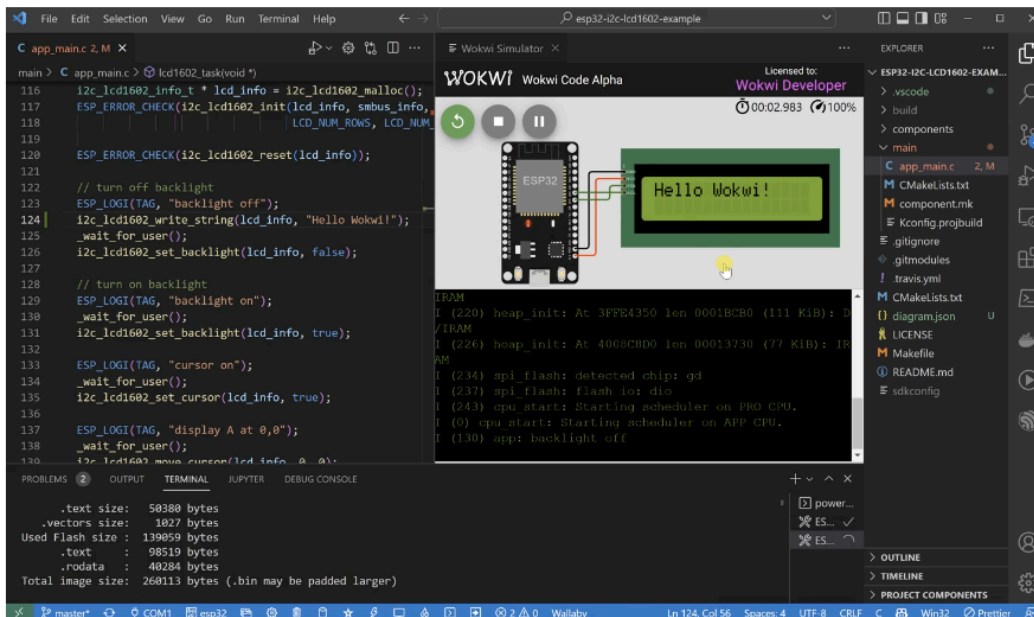 File Edit Selection View Go Run Terminal Help
esp32-i2c-lcd1602-example
app_main.c 2, M
main > C app_main.c > lcd1602_task(void *)
116 i2c_lcd1602_info_t * lcd_info = i2c_lcd1602_malloc();
117 ESP_ERROR_CHECK(i2c_lcd1602_init(lcd_info, smbus_info,
118 LCD_NUM_ROWS, LCD_NUM
119
120 ESP_ERROR_CHECK(i2c_lcd1602_reset(lcd_info));
121
122 // turn off backlight
123 ESP_LOGI(TAG, "backlight off");
124 i2c_lcd1602_write_string(lcd_info, "Hello Wokwi!");
125 _wait_for_user();
126 i2c_lcd1602_set_backlight(lcd_info, false);
127
128 // turn on backlight
129 ESP_LOGI(TAG, "backlight on");
130 _wait_for_user();
131 i2c_lcd1602_set_backlight(lcd_info, true);
132
133 ESP_LOGI(TAG, "cursor on");
134 _wait_for_user();
135 i2c_lcd1602_set_cursor(lcd_info, true);
136
137 ESP_LOGI(TAG, "display A at 0,0");
138 _wait_for_user();
139 i2c_lcd1602_move_cursor(lcd_info, 0, 0);
Wokwi Simulator
WOKWI Wokwi Code Alpha
Licensed to:
Wokwi Developer
00:02.983 100%
ESP32
Hello Wokwi!
IRAM
I (220) heap_init: At 3FFE4350 len 0001BCB0 (111 KiB): D
/IRAM
I (226) heap_init: At 4008C8D0 len 00013730 (77 KiB): IR
AM
I (234) spi_flash: detected chip: gd
I (237) spi_flash: flash io: dio
I (243) cpu_start: Starting scheduler on PRO CPU.
I (0) cpu_start: Starting scheduler on APP CPU.
I (130) app: backlight off
EXPLORER
ESP32-I2C-LCD1602-EXAM...
.vscode
build
components
main
C app_main.c 2, M
M CMakeLists.txt
M component.mk
Kconfig.projbuild
.gitignore
.gitmodules
! .travis.yml
M CMakeLists.txt
{} diagram.json U
LICENSE
M Makefile
README.md
sdkconfig
OUTLINE
TIMELINE
PROJECT COMPONENTS
PROBLEMS 2 OUTPUT TERMINAL JUPYTER DEBUG CONSOLE
.text size: 50380 bytes
.vectors size: 1027 bytes
Used Flash size : 139059 bytes
.text : 98519 bytes
.rodata : 40284 bytes
Total image size: 260113 bytes (.bin may be padded larger)
power...
ES...
ES...
master* COM1 esp32 2 0 Wallaby Ln 124, Col 56 Spaces: 4 UTF-8 CRLF C Win32 Prettier